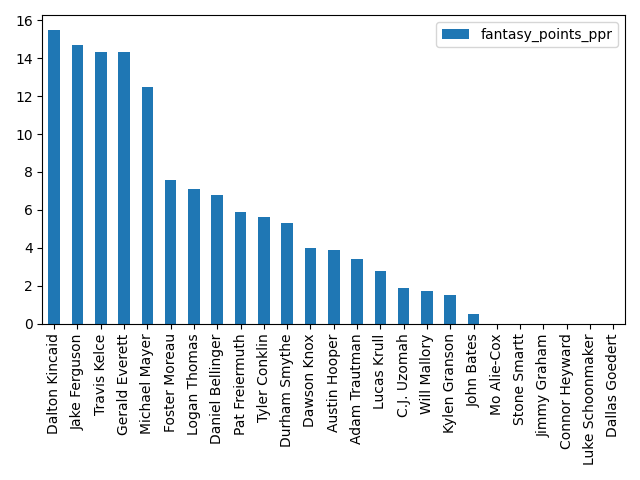 16
14
12
10
8
6
4
2
0
fantasy_points_ppr
Dalton Kincaid
Jake Ferguson
Travis Kelce
Gerald Everett
Michael Mayer
Foster Moreau
Logan Thomas
Daniel Bellinger
Pat Freiermuth
Tyler Conklin
Durham Smythe
Dawson Knox
Austin Hooper
Adam Trautman
Lucas Krull
C.J. Uzomah
Will Mallory
Kylen Granson
John Bates
Mo Alie-Cox
Stone Smartt
Jimmy Graham
Connor Heyward
Luke Schoonmaker
Dallas Goedert